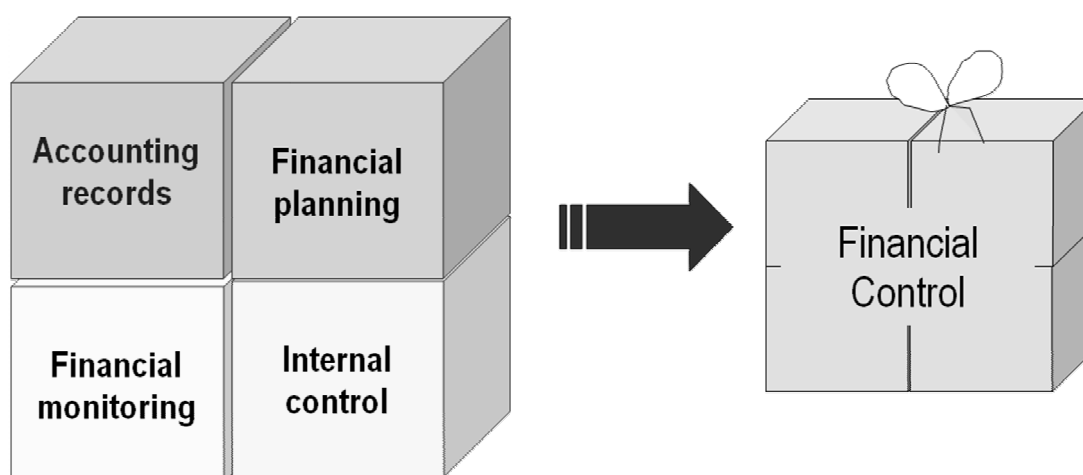 Accounting
records
Financial
planning
Financial
monitoring
Internal
control
Financial
Control